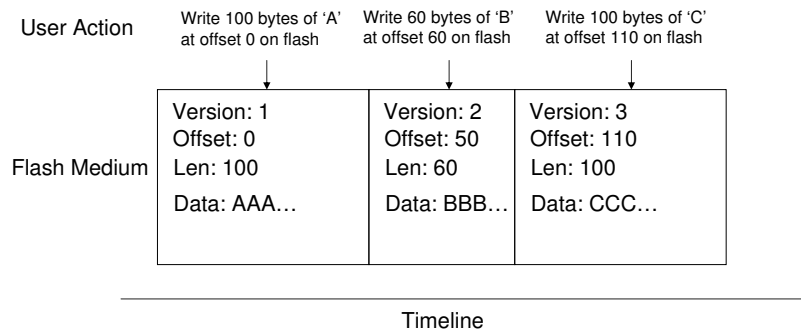 User Action
Write 100 bytes of ‘A’
at offset 0 on flash
Write 60 bytes of ‘B’
at offset 60 on flash
Write 100 bytes of ‘C’
at offset 110 on flash
Flash Medium
Version: 1
Offset: 0
Len: 100
Data: AAA…
Version: 2
Offset: 50
Len: 60
Data: BBB…
Version: 3
Offset: 110
Len: 100
Data: CCC…
Timeline